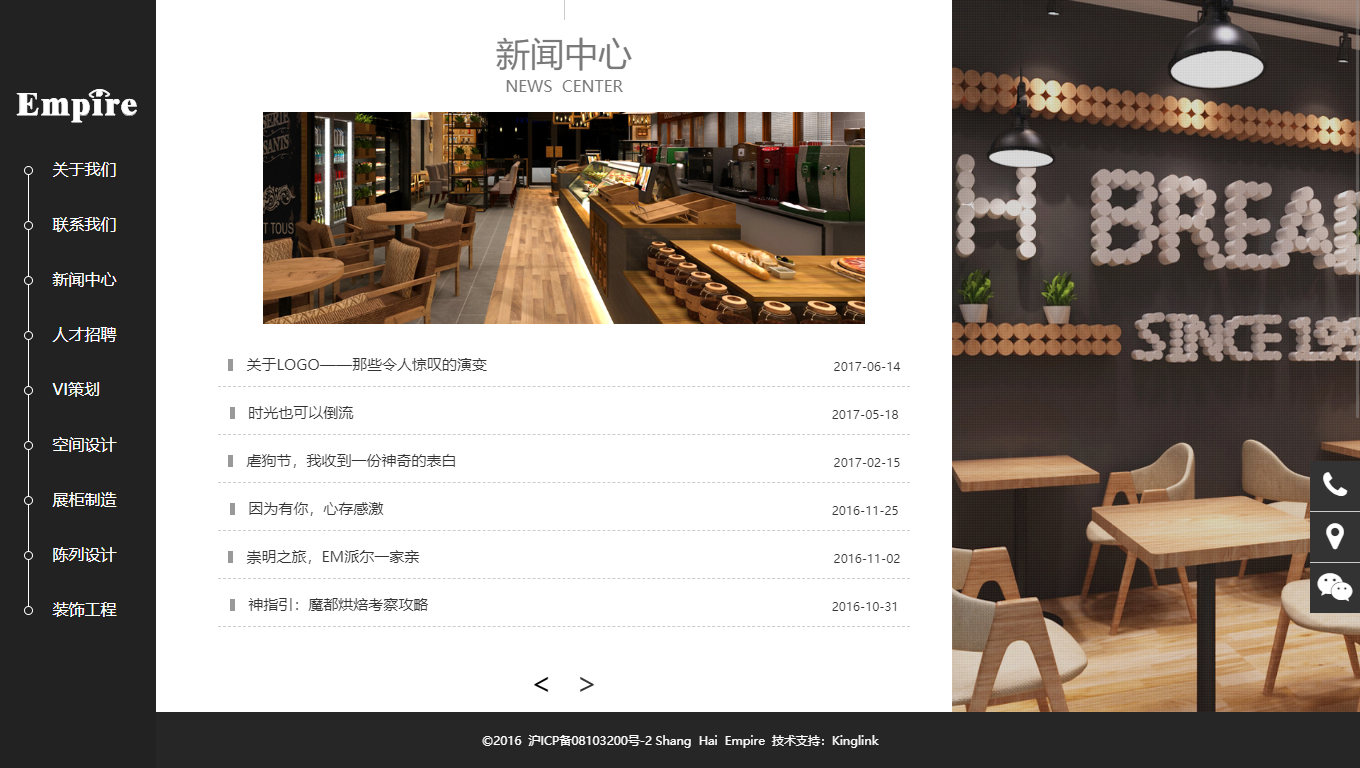 Empire
关于我们
联系我们
新闻中心
人才招聘
VI策划
空间设计
展柜制造
陈列设计
装饰工程
新闻中心
NEWS CENTER
关于LOGO——那些令人惊叹的演变 2017-06-14
时光也可以倒流 2017-05-18
虐狗节，我收到一份神奇的表白 2017-02-15
因为有你，心存感激 2016-11-25
崇明之旅，EM派尔一家亲 2016-11-02
神指引：魔都烘焙考察攻略 2016-10-31
< >
H BREA
SINCE 199
©2016 沪ICP备08103200号-2 Shang Hai Empire 技术支持：Kinglink